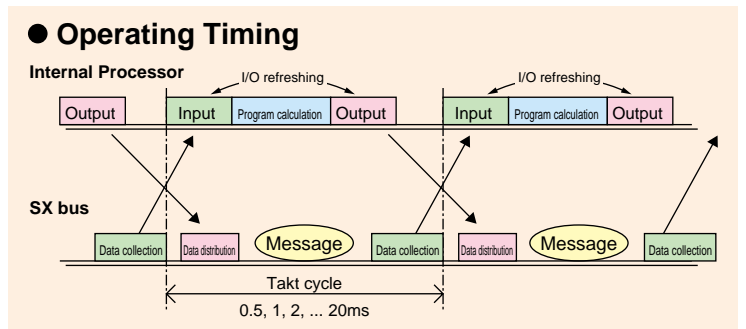 ● Operating Timing
Internal Processor
I/O refreshing
I/O refreshing
Output
Input
Program calculation
Output
Input
Program calculation
Output
SX bus
Data collection
Data distribution
Message
Data collection
Data distribution
Message
Data collection
Takt cycle
0.5, 1, 2, ... 20ms